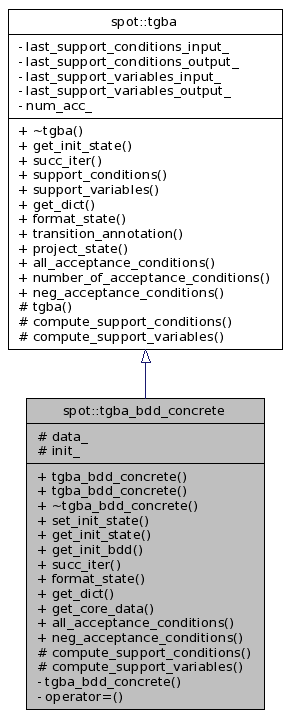 spot::tgba
- last_support_conditions_input_
- last_support_conditions_output_
- last_support_variables_input_
- last_support_variables_output_
- num_acc_
+ ~tgba()
+ get_init_state()
+ succ_iter()
+ support_conditions()
+ support_variables()
+ get_dict()
+ format_state()
+ transition_annotation()
+ project_state()
+ all_acceptance_conditions()
+ number_of_acceptance_conditions()
+ neg_acceptance_conditions()
# tgba()
# compute_support_conditions()
# compute_support_variables()
spot::tgba_bdd_concrete
# data_
# init_
+ tgba_bdd_concrete()
+ tgba_bdd_concrete()
+ ~tgba_bdd_concrete()
+ set_init_state()
+ get_init_state()
+ get_init_bdd()
+ succ_iter()
+ format_state()
+ get_dict()
+ get_core_data()
+ all_acceptance_conditions()
+ neg_acceptance_conditions()
# compute_support_conditions()
# compute_support_variables()
- tgba_bdd_concrete()
- operator=()